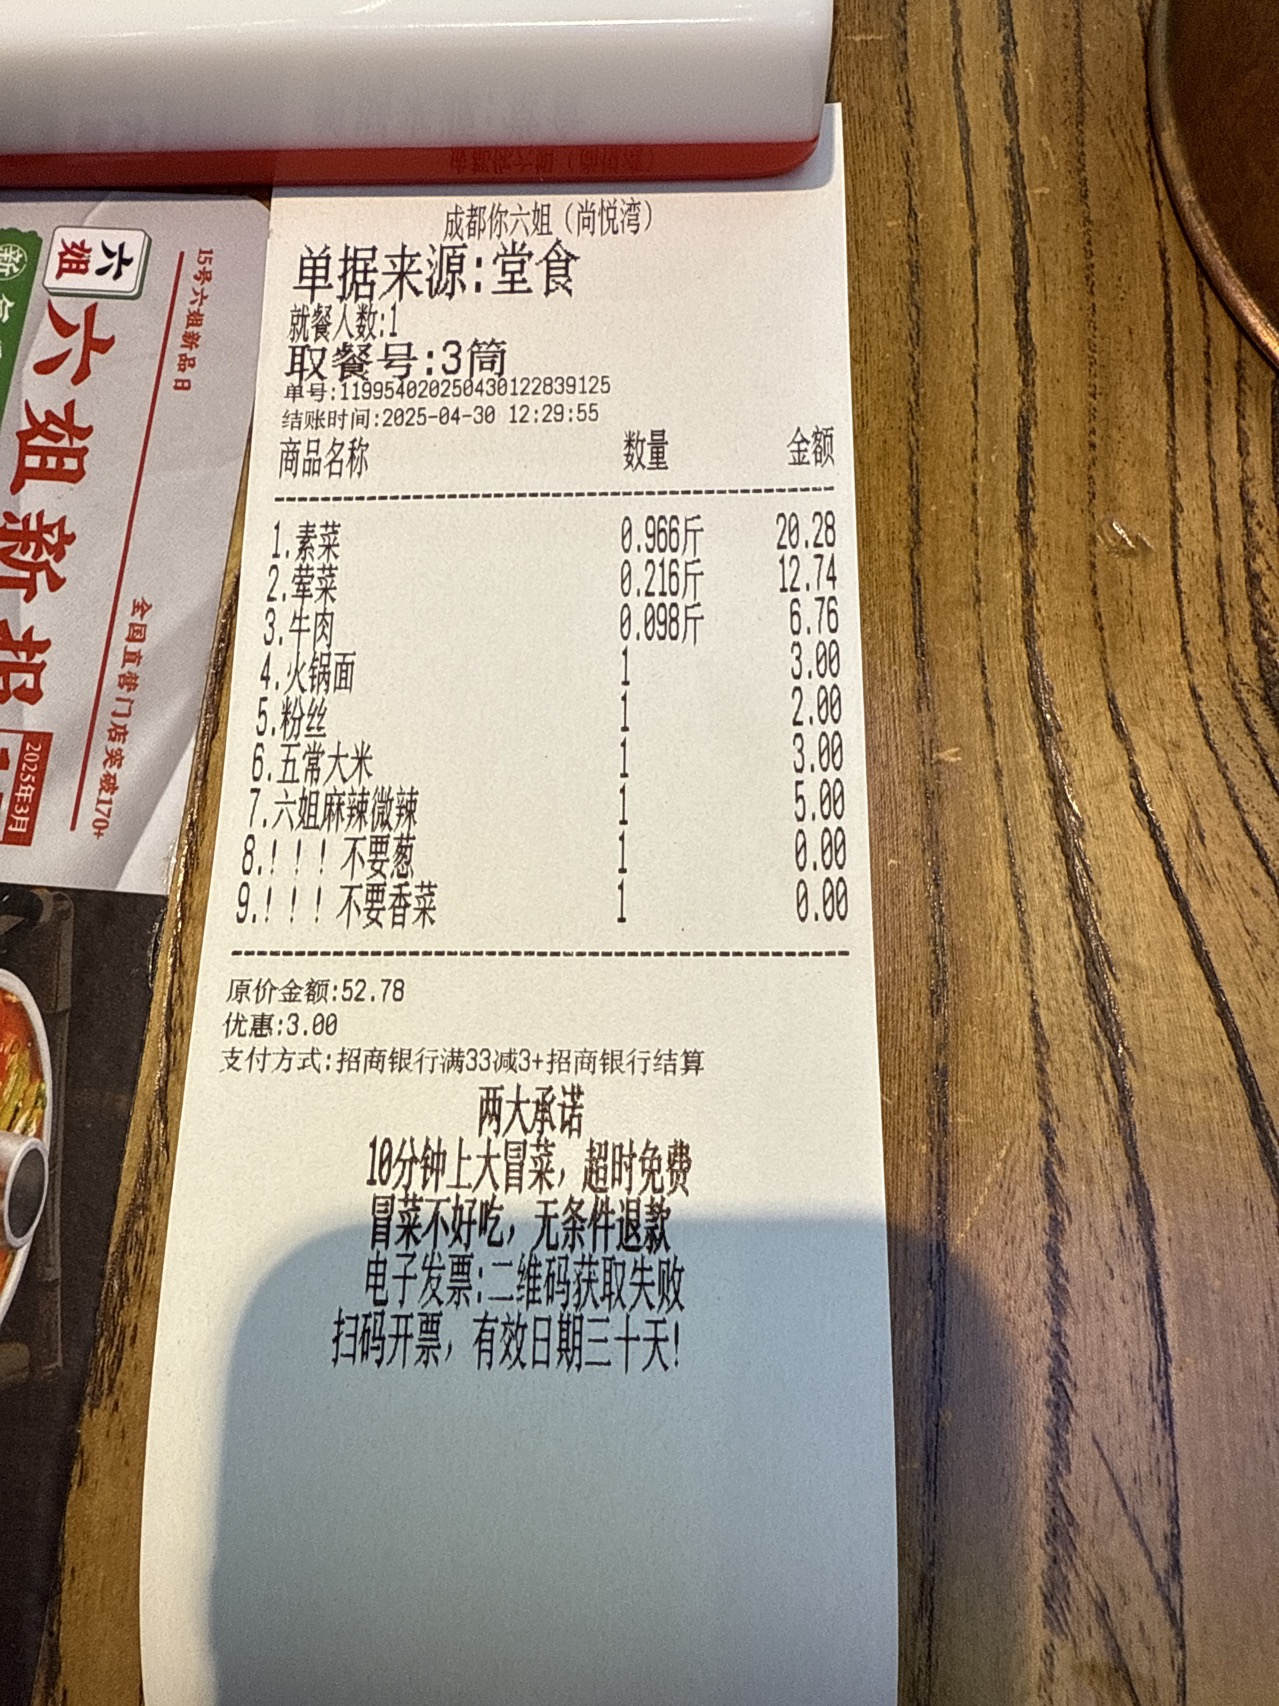 成都你六姐（尚悦湾）
单据来源:堂食
就餐人数:1
取餐号:3筒
单号:119954020250430122839125
结账时间:2025-04-30 12:29:55
商品名称 数量 金额
1.素菜 0.966斤 20.28
2.荤菜 0.216斤 12.74
3.牛肉 0.098斤 6.76
4.火锅面 1 3.00
5.粉丝 1 2.00
6.五常大米 1 3.00
7.六姐麻辣微辣 1 5.00
8.！！！不要葱 1 0.00
9.！！！不要香菜 1 0.00
原价金额:52.78
优惠:3.00
支付方式:招商银行满33减3+招商银行结算
两大承诺
10分钟上大冒菜，超时免费
冒菜不好吃，无条件退款
电子发票:二维码获取失败
扫码开票，有效日期三十天!
15号六姐新品日
六姐
六姐新报
全国直营门店突破170+
2025年3月
新